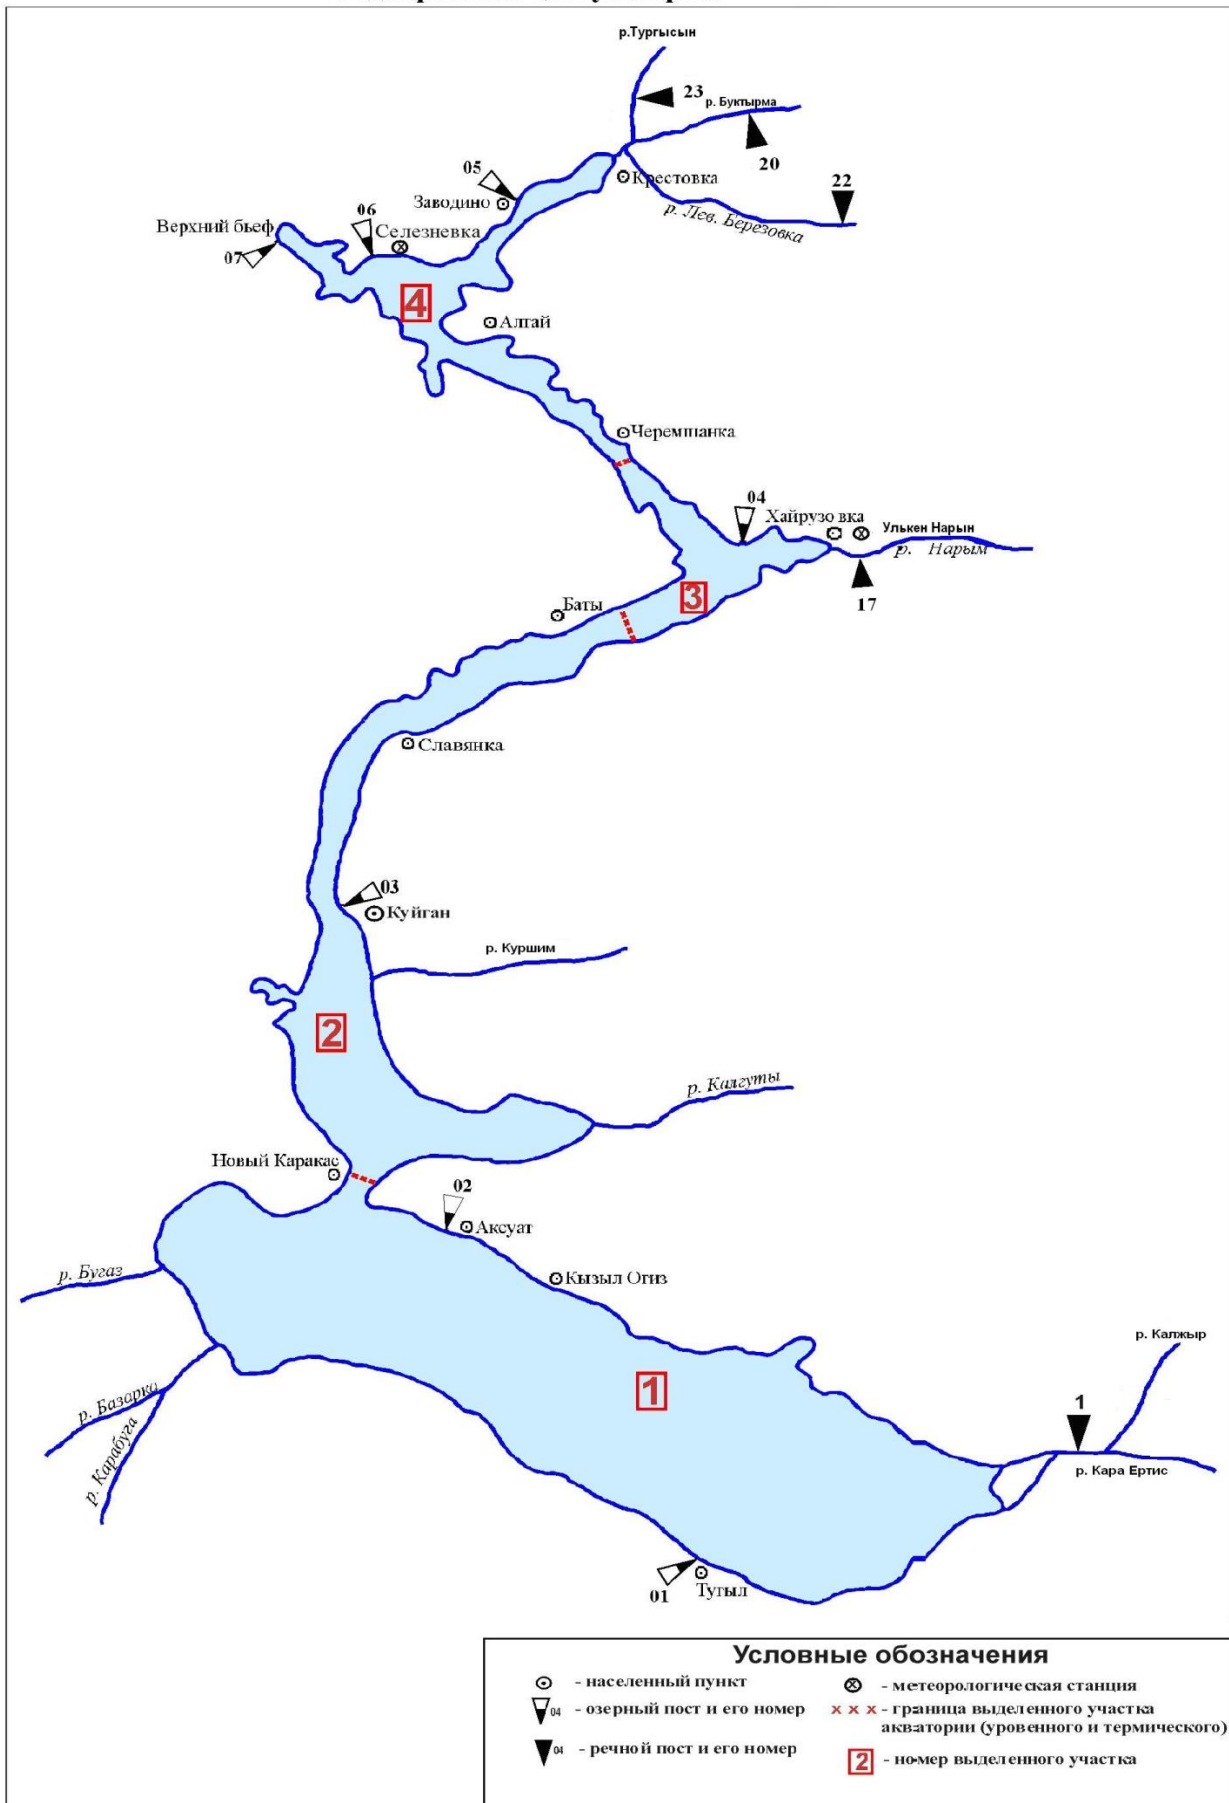 р.Тургысын
23
р. Буктырма
20
05
Крестовка
22
Заводино
р. Лев. Березовка
06
Верхний бьеф
Селезневка
07
4
Алтай
Черемшанка
04
Хайрузовка
Улькен Нарын
р. Нарым
3
17
Баты
Славянка
03
Куйган
р. Куршим
2
р. Калгуты
Новый Каракас
02
Аксуат
р. Бугаз
Кызыл Огиз
р. Калжыр
1
р. Базарка
1
р. Карабуга
р. Кара Ертис
01
Тугыл
Условные обозначения
- населенный пункт
- метеорологическая станция
04 - озерный пост и его номер
х х х - граница выделенного участка
акватории (уровенного и термического)
04 - речной пост и его номер
2 - номер выделенного участка